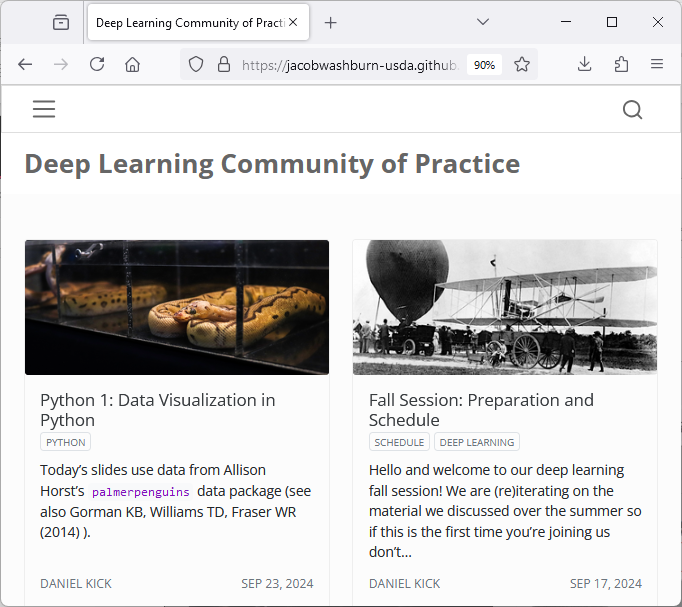 Deep Learning Community of Practi
https://jacobwashburn-usda.github.
90%
Deep Learning Community of Practice
Python 1: Data Visualization in
Python
PYTHON
Today’s slides use data from Allison
Horst’s palmerpenguins data package (see
also Gorman KB, Williams TD, Fraser WR
(2014) ).
DANIEL KICK SEP 23, 2024
Fall Session: Preparation and
Schedule
SCHEDULE DEEP LEARNING
Hello and welcome to our deep learning
fall session! We are (re)iterating on the
material we discussed over the summer so
if this is the first time you’re joining us
don’t…
DANIEL KICK SEP 17, 2024